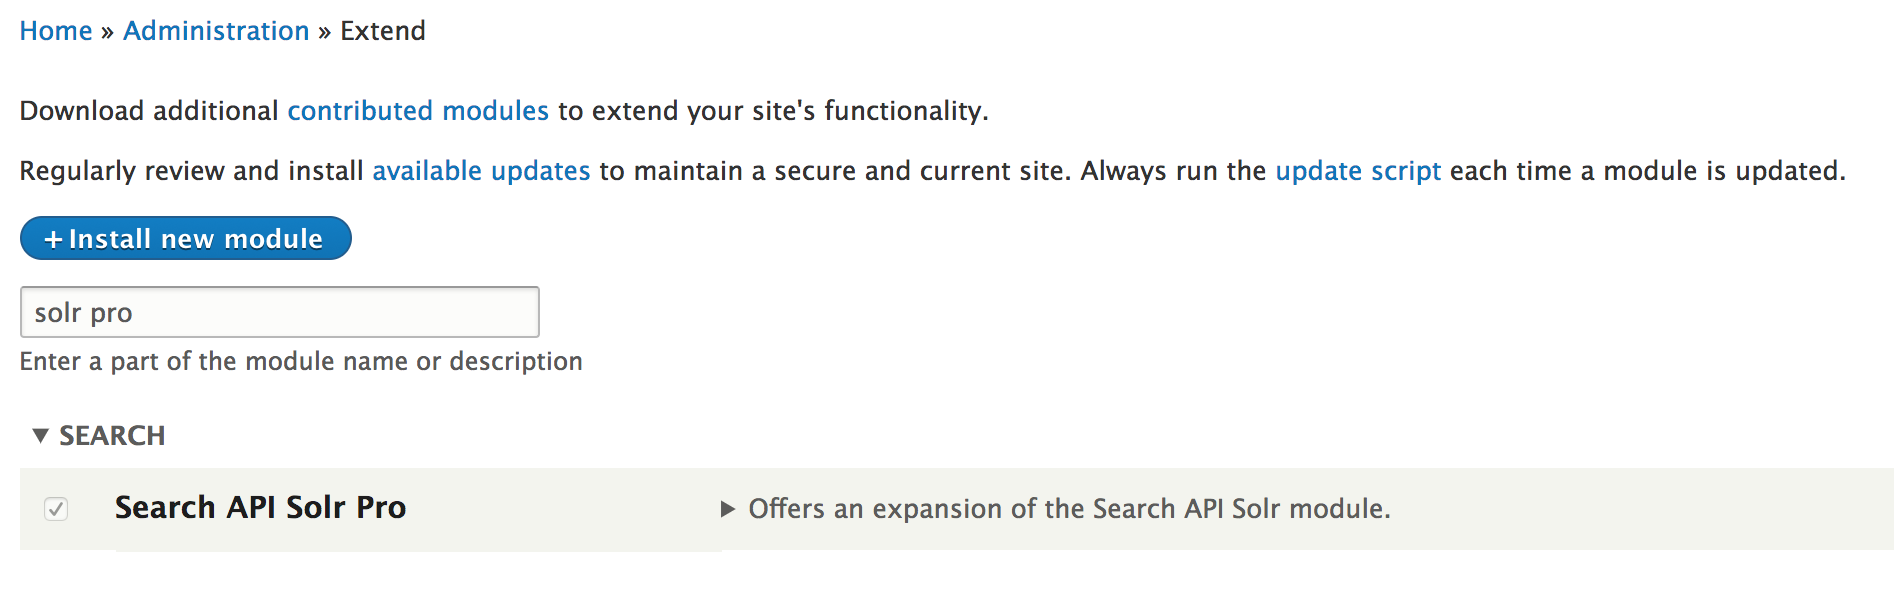 Home » Administration » Extend
Download additional contributed modules to extend your site's functionality.
Regularly review and install available updates to maintain a secure and current site. Always run the update script each time a module is updated.
+ Install new module
solr pro
Enter a part of the module name or description
▼ SEARCH
Search API Solr Pro ▶ Offers an expansion of the Search API Solr module.